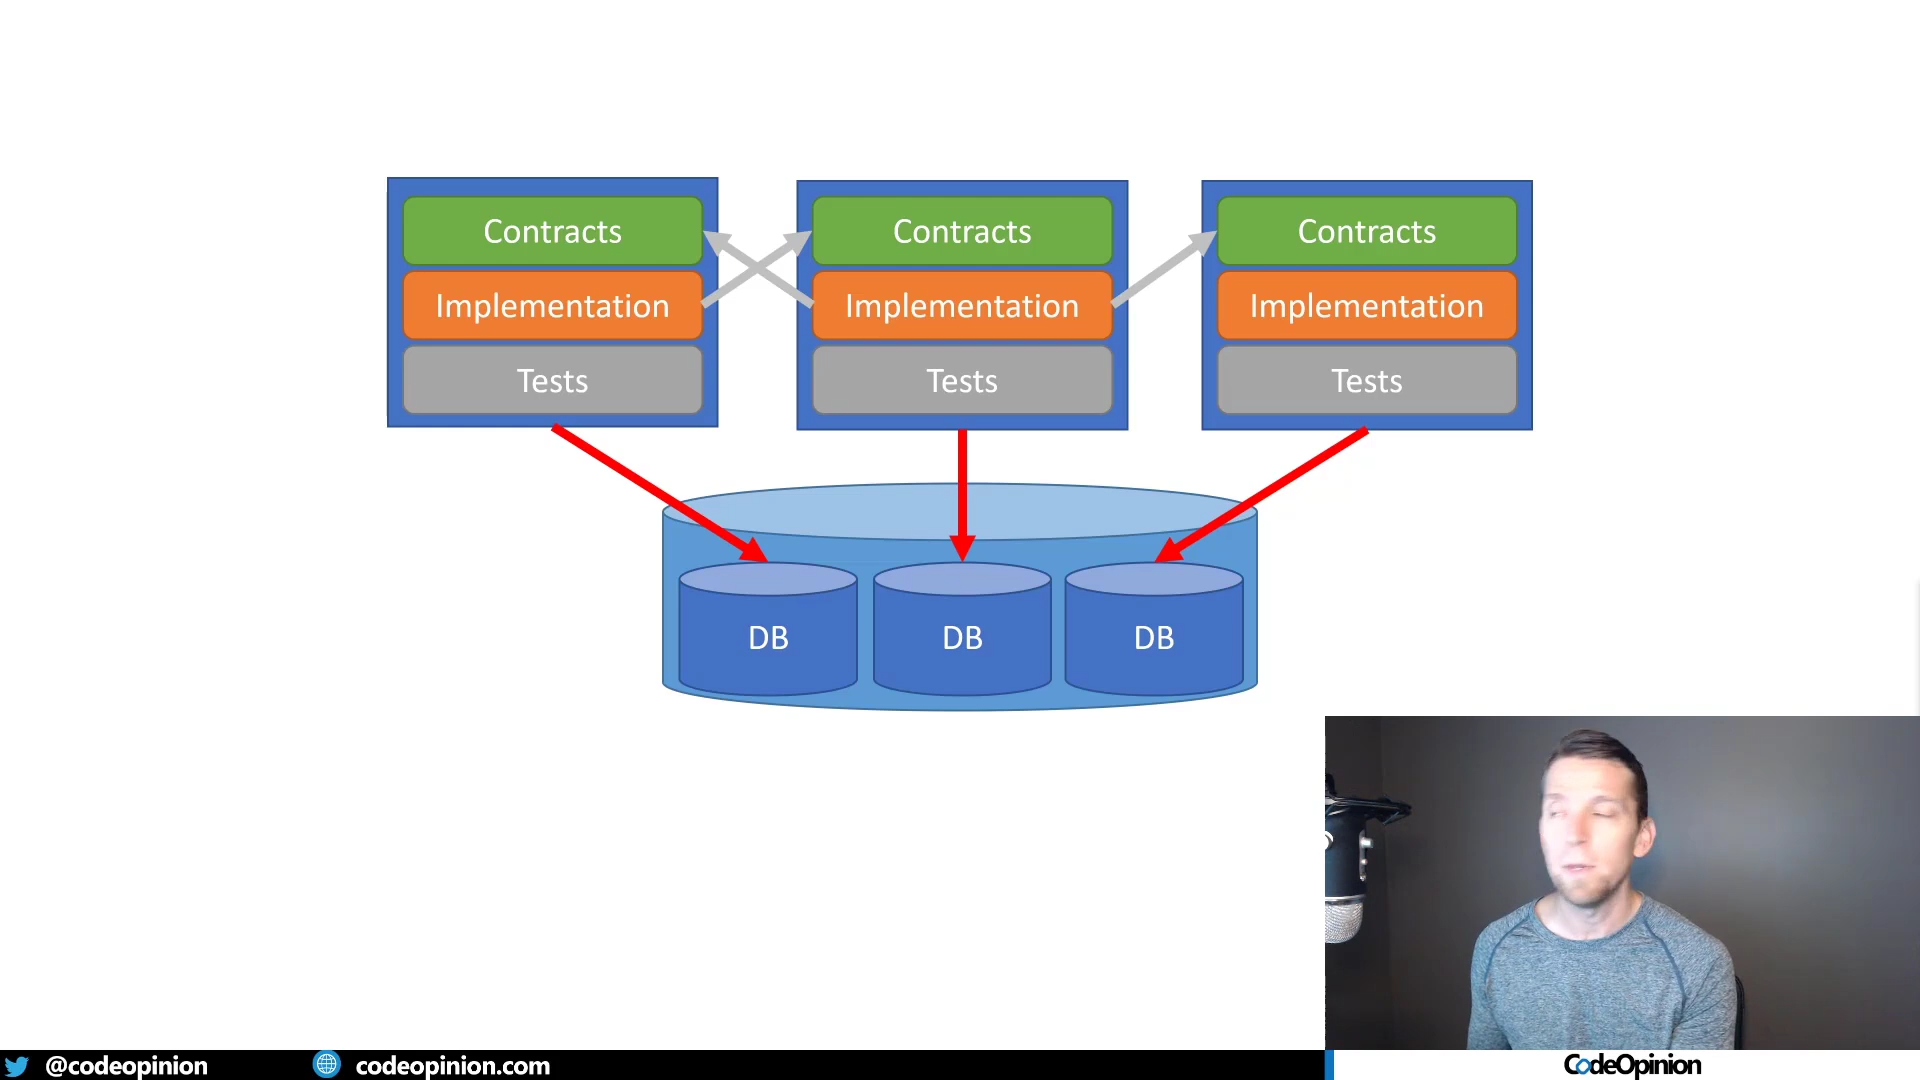 Contracts
Contracts
Contracts
Implementation
Implementation
Implementation
Tests
Tests
Tests
DB
DB
DB
@codeopinion
codeopinion.com
CodeOpinion